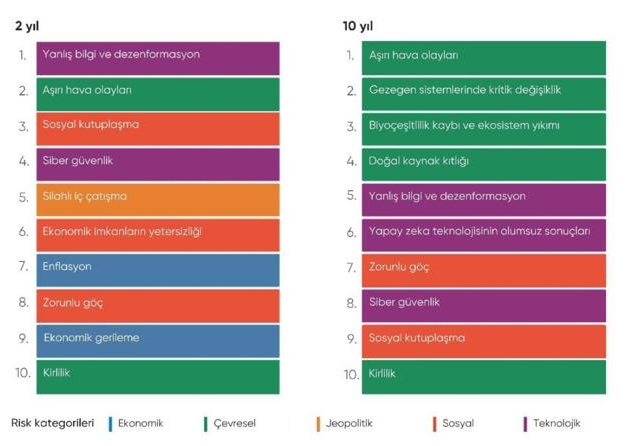 2 yıl
1. Yanlış bilgi ve dezenformasyon
2. Aşırı hava olayları
3. Sosyal kutuplaşma
4. Siber güvenlik
5. Silahlı iç çatışma
6. Ekonomik imkanların yetersizliği
7. Enflasyon
8. Zorunlu göç
9. Ekonomik gerileme
10. Kirlilik
10 yıl
1. Aşırı hava olayları
2. Gezegen sistemlerinde kritik değişiklik
3. Biyoçeşitlilik kaybı ve ekosistem yıkımı
4. Doğal kaynak kıtlığı
5. Yanlış bilgi ve dezenformasyon
6. Yapay zeka teknolojisinin olumsuz sonuçları
7. Zorunlu göç
8. Siber güvenlik
9. Sosyal kutuplaşma
10. Kirlilik
Risk kategorileri Ekonomik Çevresel Jeopolitik Sosyal Teknolojik